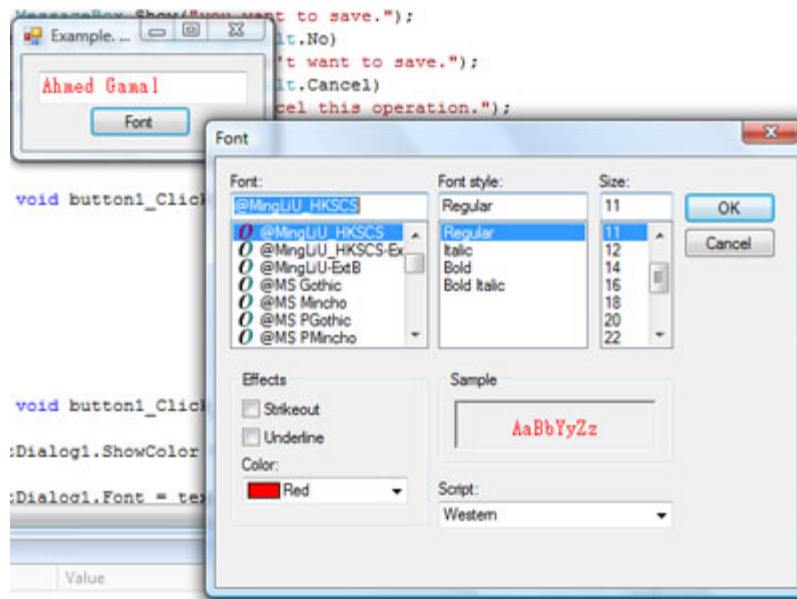 MessageBox.Show("you want to save.");
Example. ...
lt.No)
't want to save.");
Ahmed Gamal
lt.Cancel)
cel this operation.");
Font
Font
Font:
Font style:
Size:
void button1_Click
@MingLiU_HKSCS
Regular
11
OK
@MingLiU_HKSCS
@MingLiU_HKSCS-Ex
@MingLiU-ExtB
@MS Gothic
@MS Mincho
@MS PGothic
@MS PMincho
Regular
Italic
Bold
Bold Italic
11
12
14
16
18
20
22
Cancel
Effects
Strikeout
Underline
Color:
Red
Sample
AaBbYyZz
Script:
Western
void button1_Click
tDialog1.ShowColor
tDialog1.Font = tex
Value